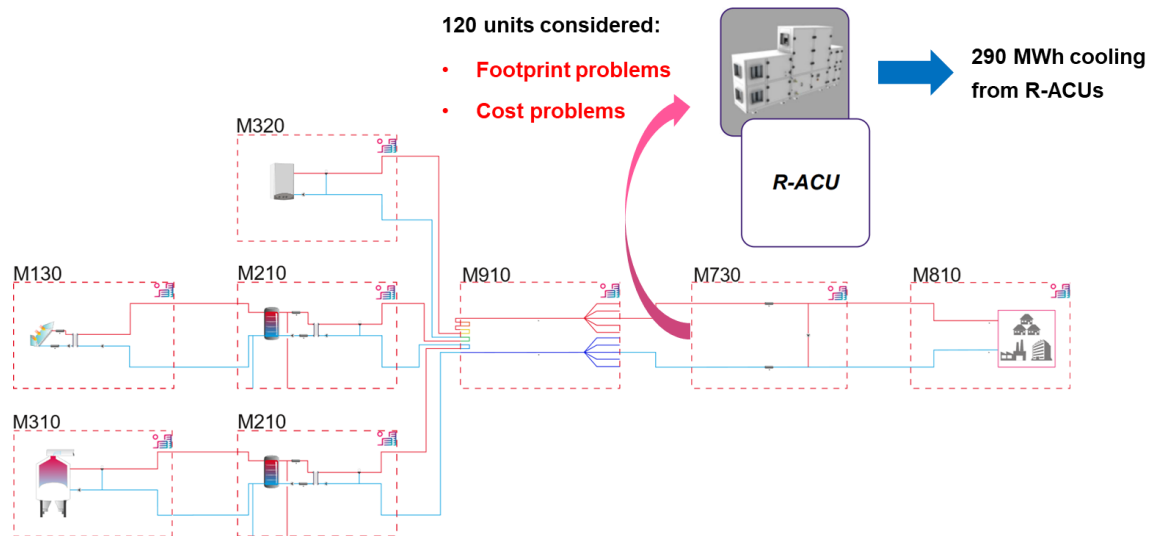 120 units considered:
• Footprint problems
• Cost problems
290 MWh cooling
from R-ACUs
R-ACU
M320
M130
M210
M910
M730
M810
M310
M210